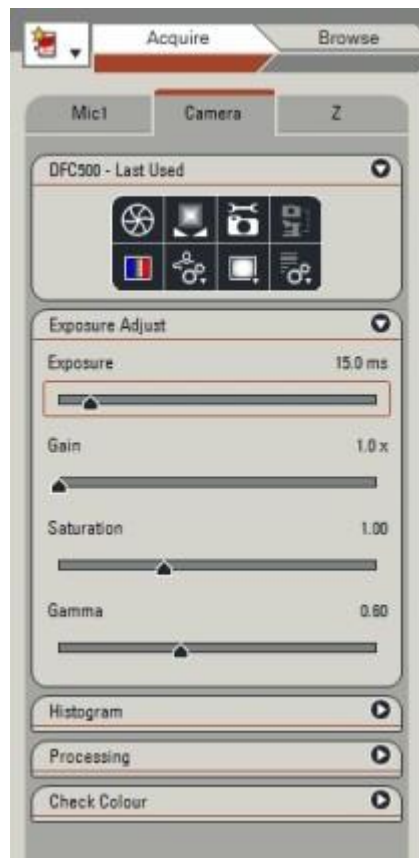 Acquire Browse
Mic1 Camera Z
DFC500 - Last Used
Exposure Adjust
Exposure 15.0 ms
Gain 1.0 x
Saturation 1.00
Gamma 0.60
Histogram
Processing
Check Colour